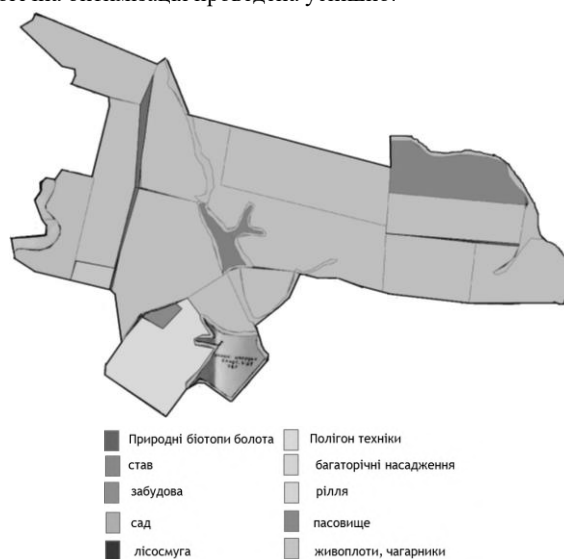 Природні біотопи болота
Полігон техніки
став
багаторічні насадження
забудова
рілля
сад
пасовище
лісосмуга
живоплоти, чагарники